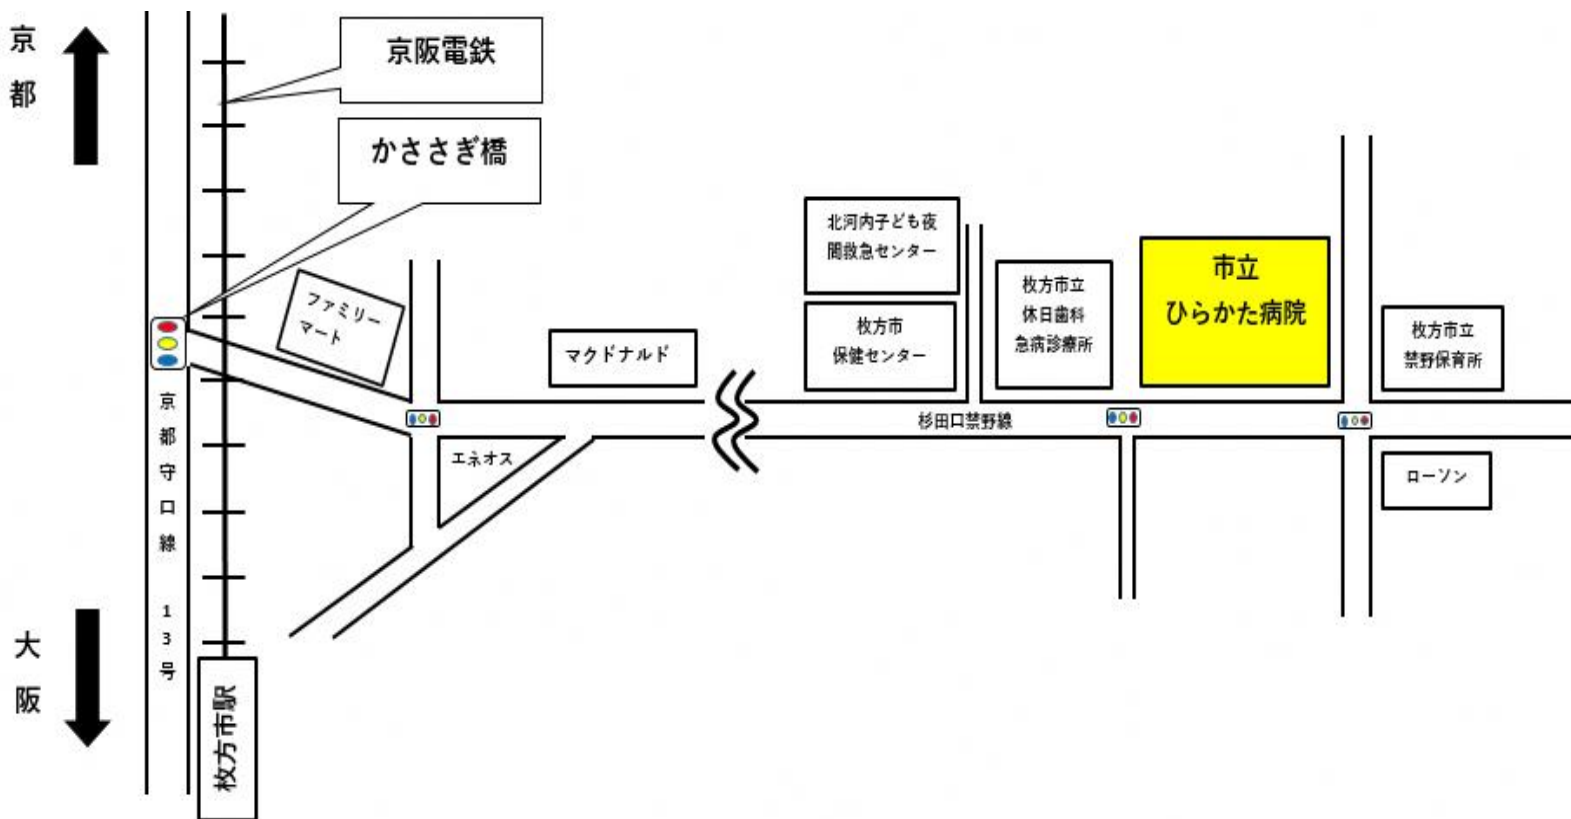 京都
京阪電鉄
かささぎ橋
ファミリー
マート
マクドナルド
北河内子ども夜
間救急センター
枚方市
保健センター
枚方市立
休日歯科
急病診療所
市立
ひらかた病院
枚方市立
禁野保育所
杉田口禁野線
エネオス
ローソン
京都守口線 13号
大阪
枚方市駅